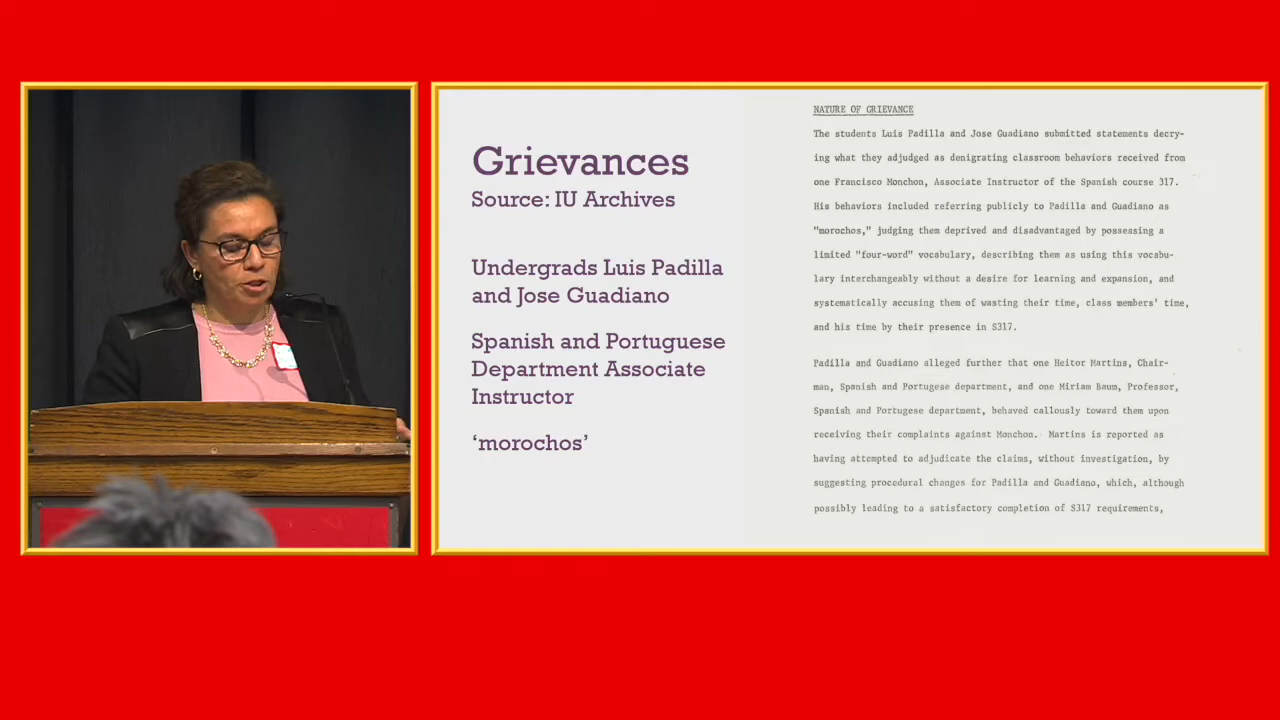 Grievances
Source: IU Archives
Undergrads Luis Padilla
and Jose Guadiano
Spanish and Portuguese
Department Associate
Instructor
‘morochos’
NATURE OF GRIEVANCE
The students Luis Padilla and Jose Guadiano submitted statements decry-
ing what they adjudged as denigrating classroom behaviors received from
one Francisco Monchon, Associate Instructor of the Spanish course 317.
His behaviors included referring publicly to Padilla and Guadiano as
"morochos," judging them deprived and disadvantaged by possessing a
limited "four-word" vocabulary, describing them as using this vocabu-
lary interchangeably without a desire for learning and expansion, and
systematically accusing them of wasting their time, class members' time,
and his time by their presence in S317.
Padilla and Guadiano alleged further that one Heitor Martins, Chair-
man, Spanish and Portugese department, and one Miriam Baum, Professor,
Spanish and Portugese department, behaved callously toward them upon
receiving their complaints against Monchon. Martins is reported as
having attempted to adjudicate the claims, without investigation, by
suggesting procedural changes for Padilla and Guadiano, which, although
possibly leading to a satisfactory completion of S317 requirements,